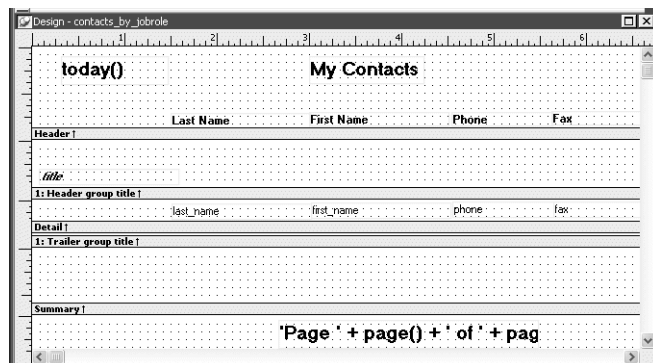 Design - contacts_by_jobrole
1 2 3 4 5 6
today() My Contacts
Last Name First Name Phone Fax
Header ↑
title
1: Header group title ↑
last_name first_name phone fax
Detail ↑
1: Trailer group title ↑
Summary ↑
'Page ' + page() + ' of ' + pag